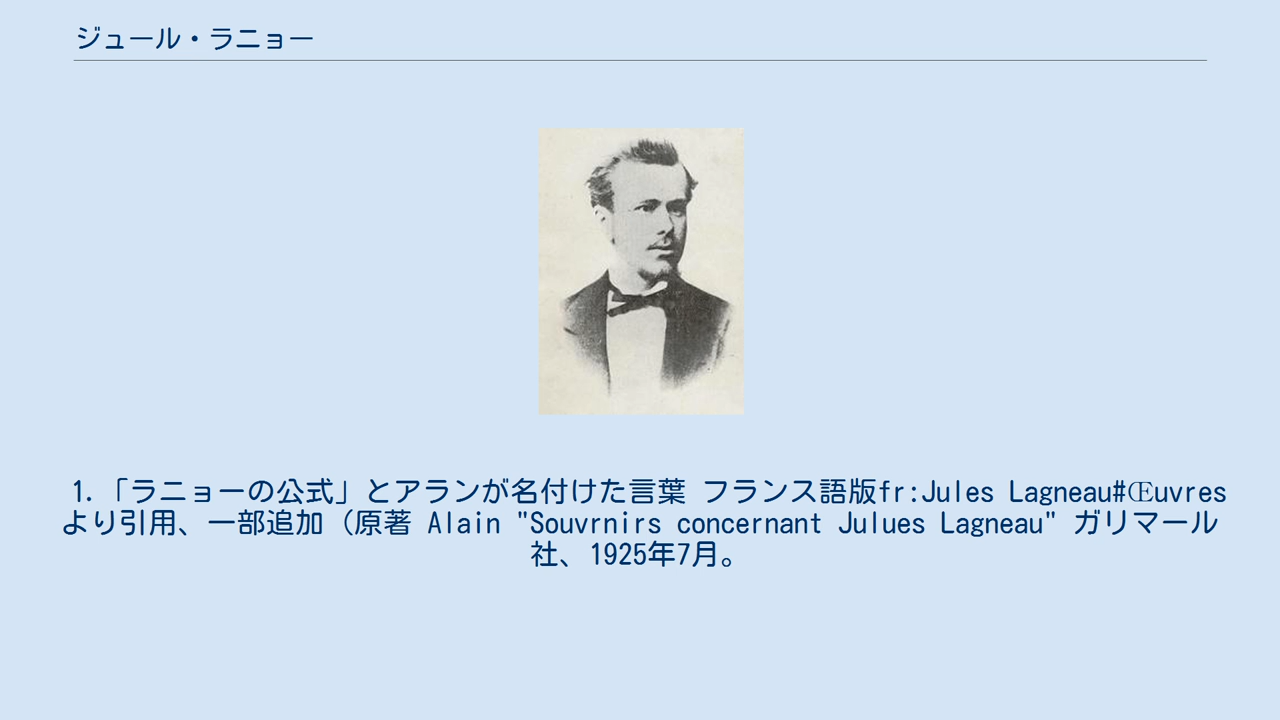 ジュール・ラニョー
1. 「ラニョーの公式」とアランが名付けた言葉 フランス語版fr:Jules Lagneau#Œuvres
より引用、一部追加（原著 Alain "Souvrnirs concernant Julues Lagneau" ガリマール
社、1925年7月。